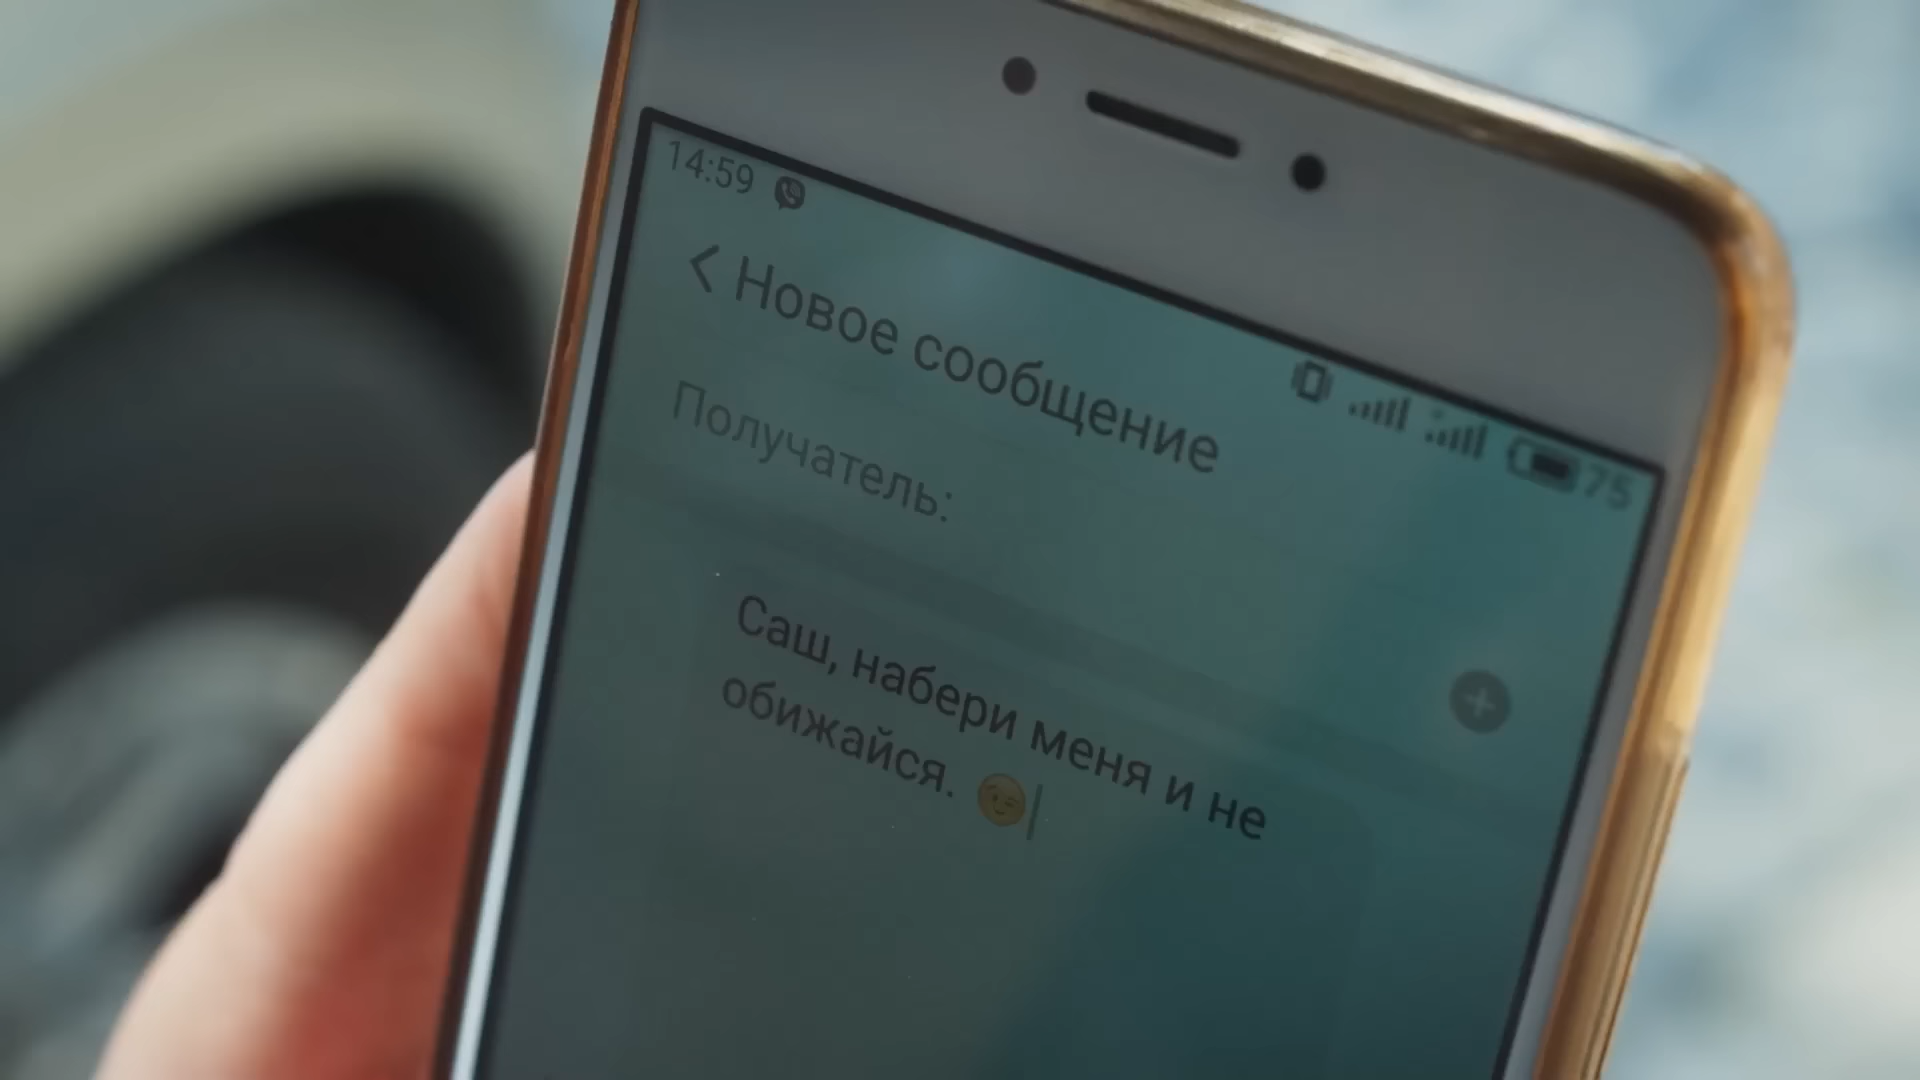 14:59
75
Новое сообщение
Получатель:
Саш, набери меня и не
обижайся. 😉